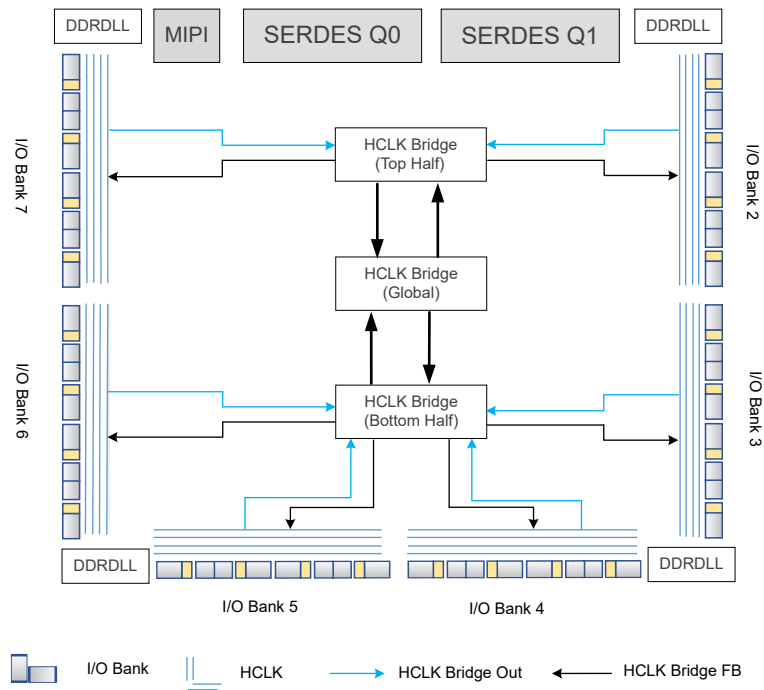 DDRDLL
MIPI
SERDES Q0
SERDES Q1
DDRDLL
I/O Bank 7
HCLK Bridge
(Top Half)
I/O Bank 2
HCLK Bridge
(Global)
I/O Bank 6
HCLK Bridge
(Bottom Half)
I/O Bank 3
DDRDLL
DDRDLL
I/O Bank 5
I/O Bank 4
I/O Bank
HCLK
HCLK Bridge Out
HCLK Bridge FB